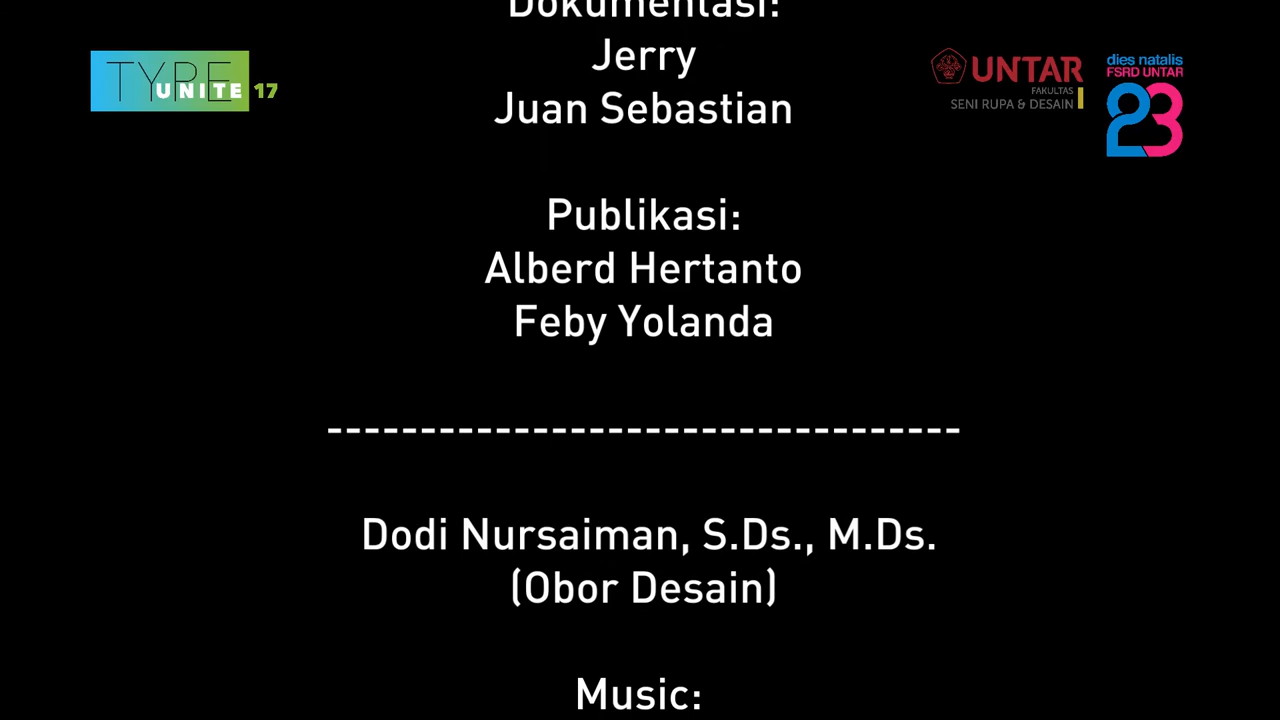 Dokumentasi:
Jerry
Juan Sebastian
Publikasi:
Alberd Hertanto
Feby Yolanda
----------------------------------
Dodi Nursaiman, S.Ds., M.Ds.
(Obor Desain)
Music:
TYPE
UNITE 17
UNTAR
FAKULTAS
SENI RUPA & DESAIN
dies natalis
FSRD UNTAR
23